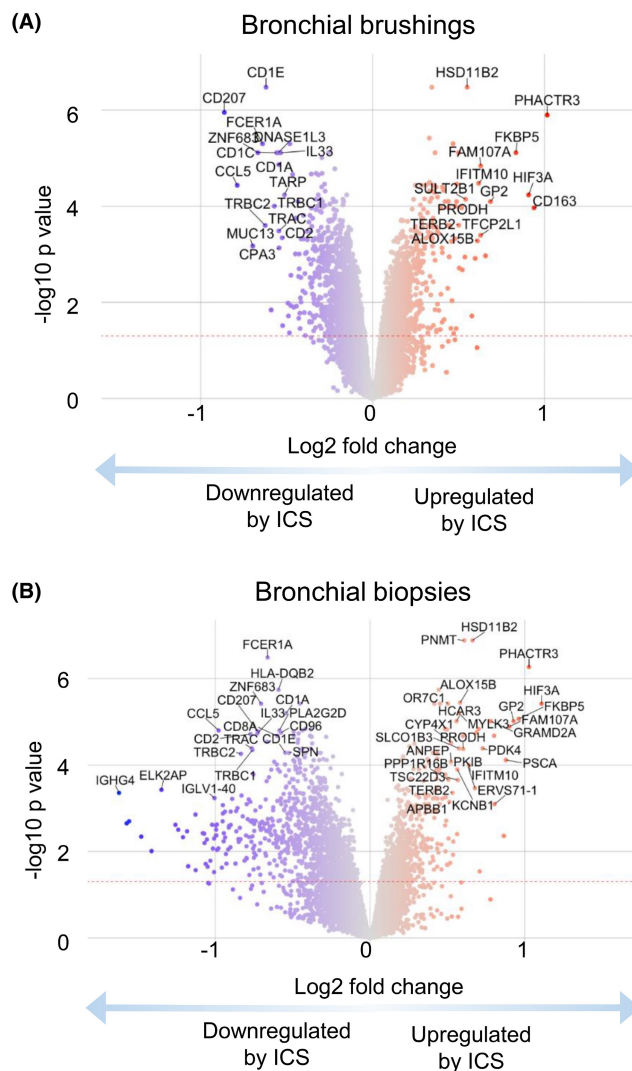 (A)
Bronchial brushings
CD1E
HSD11B2
CD207
PHACTR3
6
FCER1A
ZNF683
DNASE1L3
FKBP5
CD1C
IL33
FAM107A
CCL5
CD1A
IFITM10
HIF3A
TARP
SULT2B1
GP2
CD163
4
TRBC2
TRBC1
PRODH
TRAC
TERB2
TFCP2L1
MUC13
CD2
ALOX15B
CPA3
2
0
-log10 p value
-1
0
1
Log2 fold change
Downregulated
by ICS
Upregulated
by ICS
(B)
Bronchial biopsies
HSD11B2
PNMT
FCER1A
PHACTR3
6
HLA-DQB2
ZNF683
ALOX15B
HIF3A
CD207
CD1A
OR7C1
GP2
FKBP5
CCL5
IL33
PLA2G2D
HCAR3
FAM107A
CD8A
CD96
CYP4X1
MYLK3
GRAMD2A
CD2
TRAC
CD1E
SLCO1B3
PRODH
TRBC2
SPN
ANPEP
PDK4
4
PPP1R16B
PKIB
PSCA
IGHG4
ELK2AP
TRBC1
TSC22D3
IFITM10
IGLV1-40
TERB2
ERVS71-1
APBB1
KCNB1
2
0
-log10 p value
-1
0
1
Log2 fold change
Downregulated
by ICS
Upregulated
by ICS